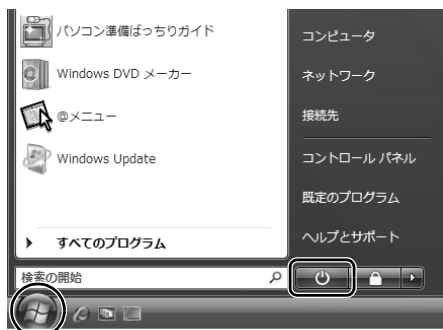 パソコン準備ばっちりガイド
Windows DVD メーカー
@メニュー
Windows Update
すべてのプログラム
検索の開始
コンピュータ
ネットワーク
接続先
コントロール パネル
既定のプログラム
ヘルプとサポート